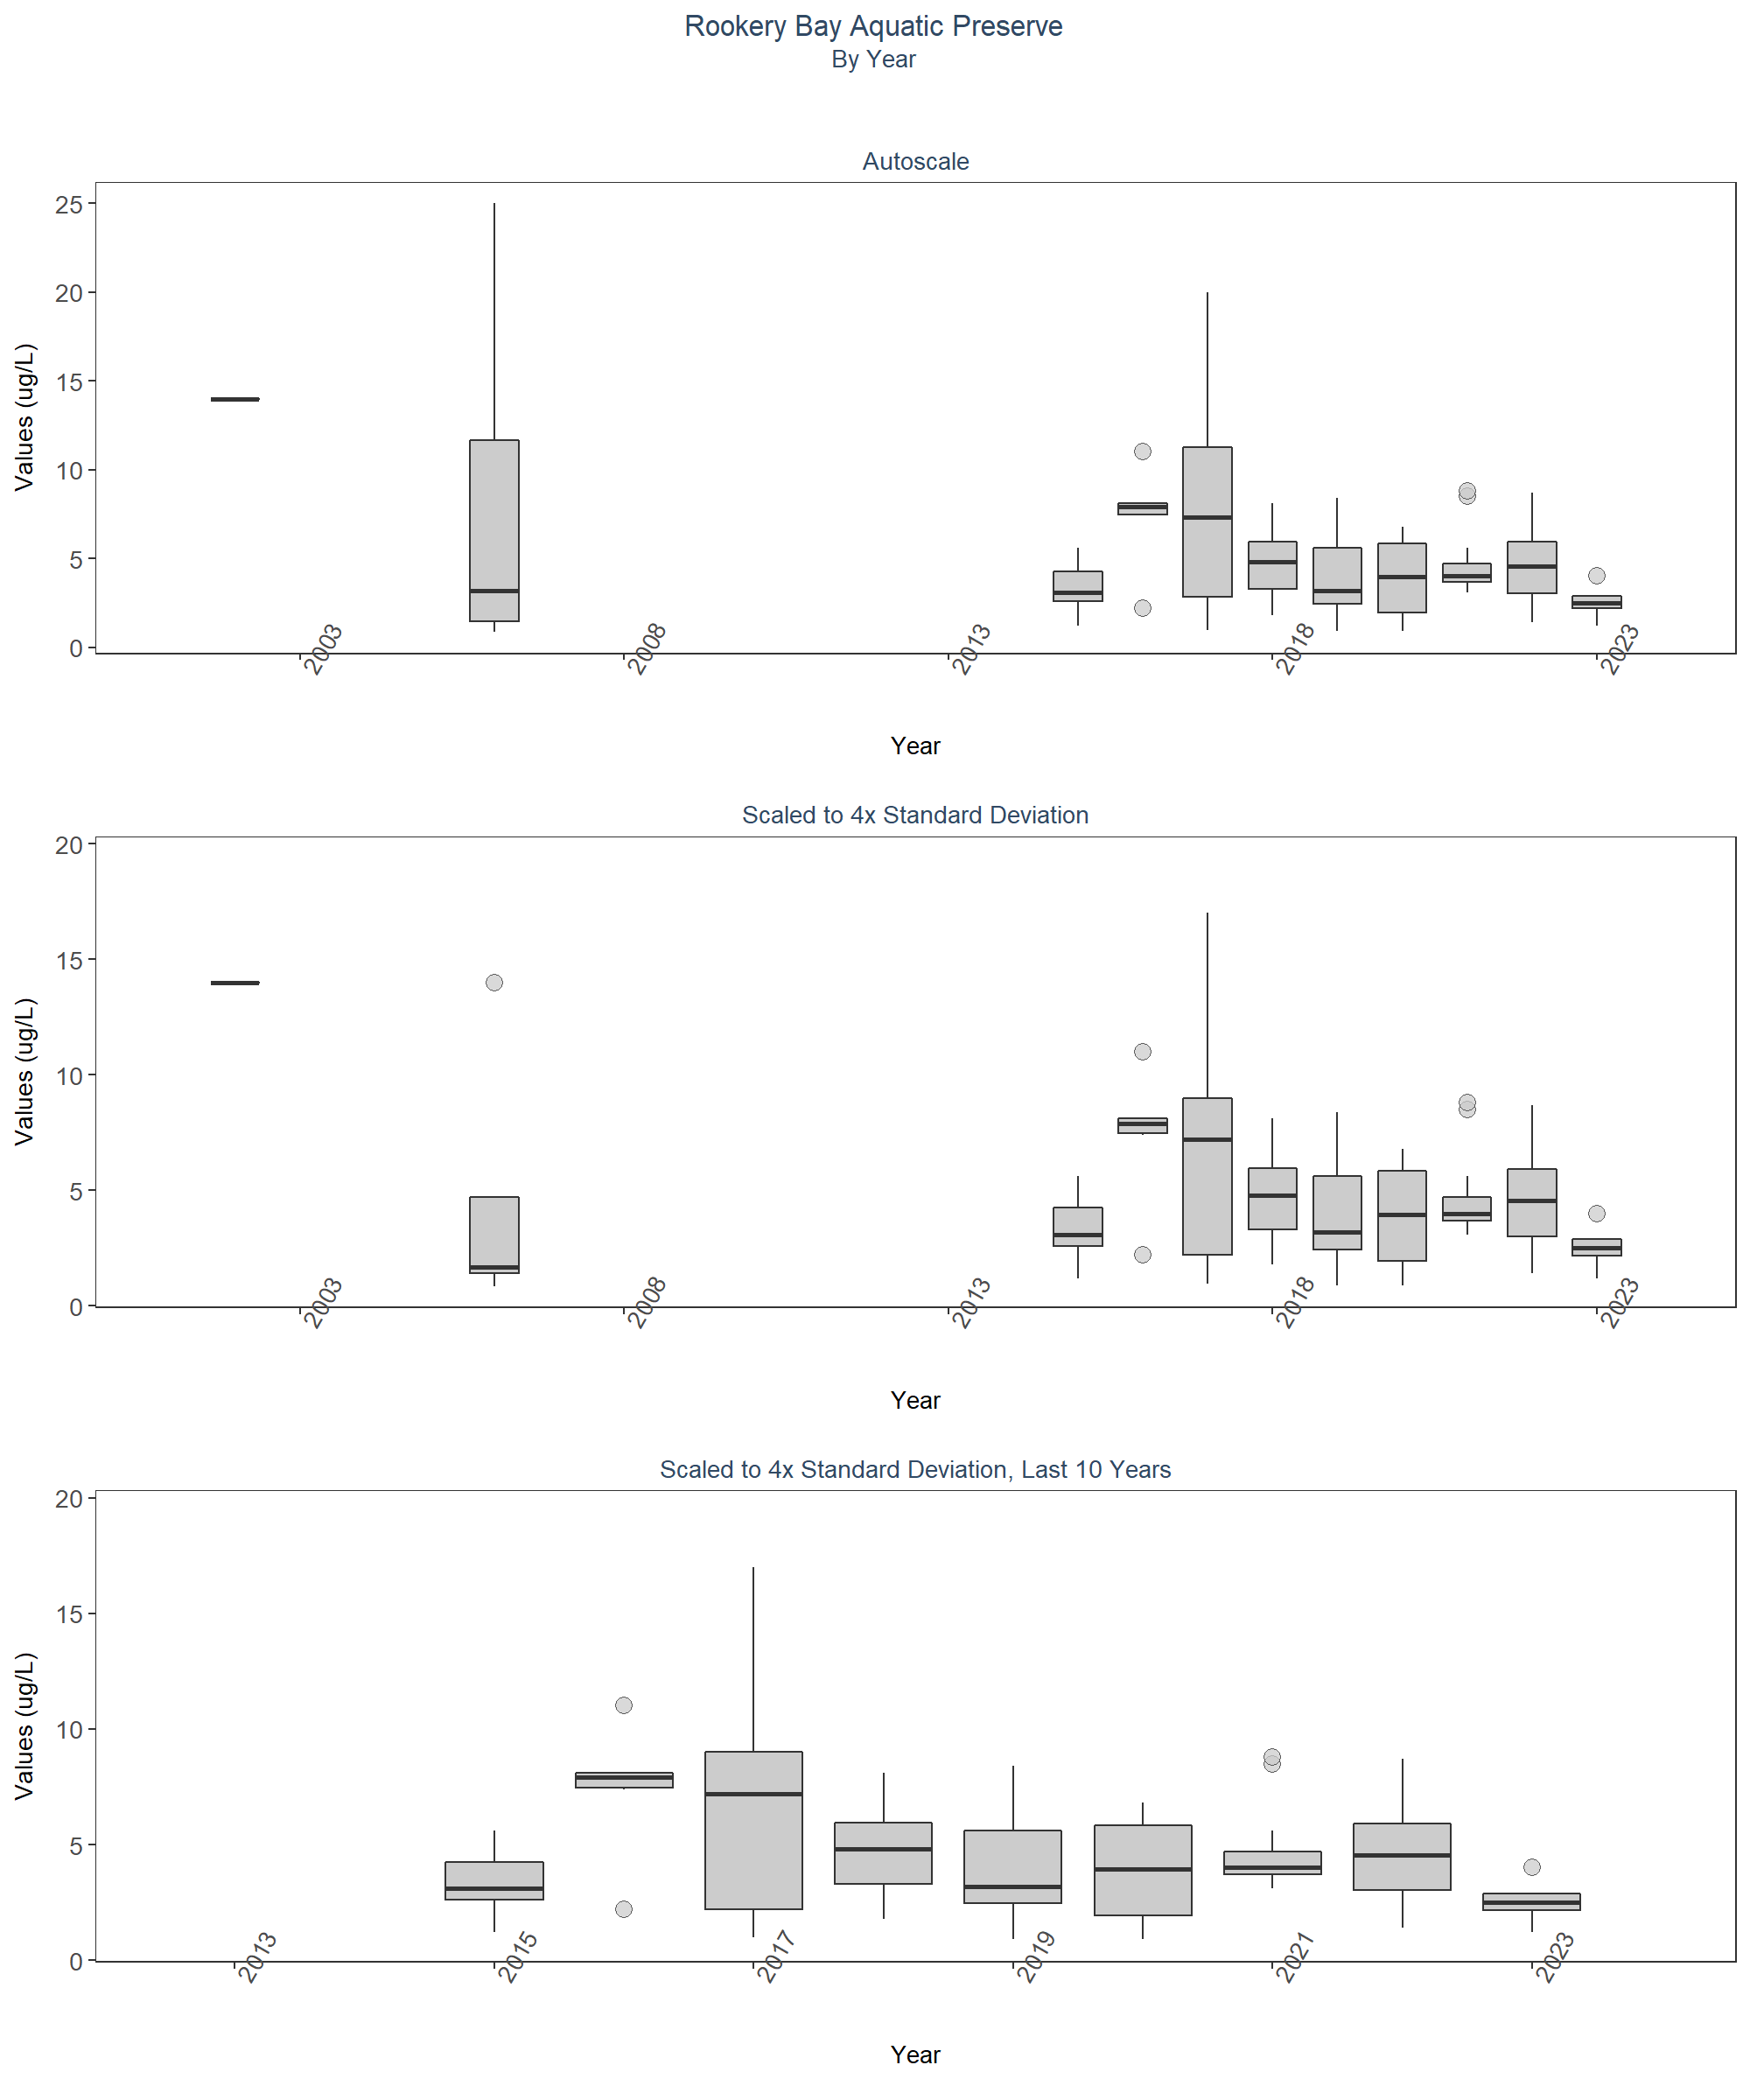 Rookery Bay Aquatic Preserve
By Year
Autoscale
Values (ug/L)
25
20
15
10
5
0
2003
2008
2013
2018
2023
Year
Scaled to 4x Standard Deviation
Values (ug/L)
20
15
10
5
0
2003
2008
2013
2018
2023
Year
Scaled to 4x Standard Deviation, Last 10 Years
Values (ug/L)
20
15
10
5
0
2013
2015
2017
2019
2021
2023
Year